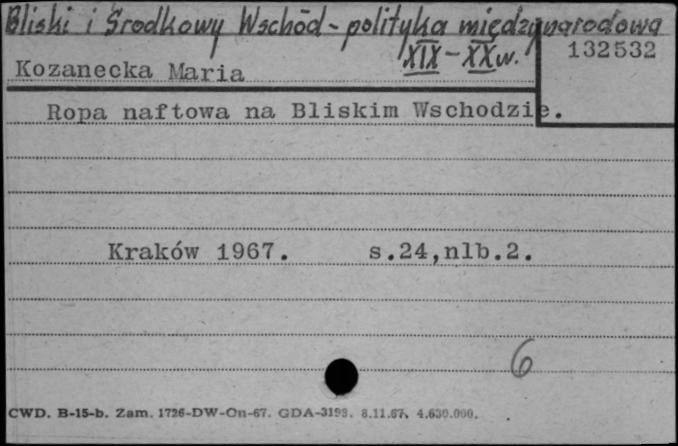 Bliski i Środkowy Wschód - polityka międzynarodowa
XIX - XX w.
132532
Kozanecka Maria
Ropa naftowa na Bliskim Wschodzie.
Kraków 1967. s.24,nlb.2.
6
CWD. B-15-b. Zam. 1726-DW-On-67. GDA-3193. 8.11.67. 4.630.000.